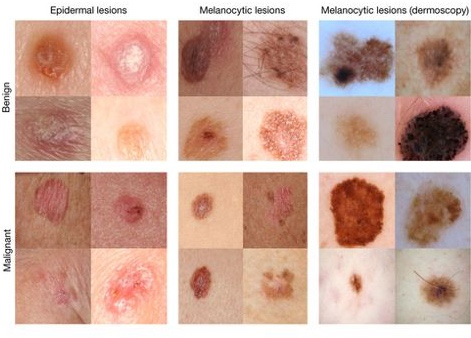 Epidermal lesions
Melanocytic lesions
Melanocytic lesions (dermoscopy)
Benign
Malignant